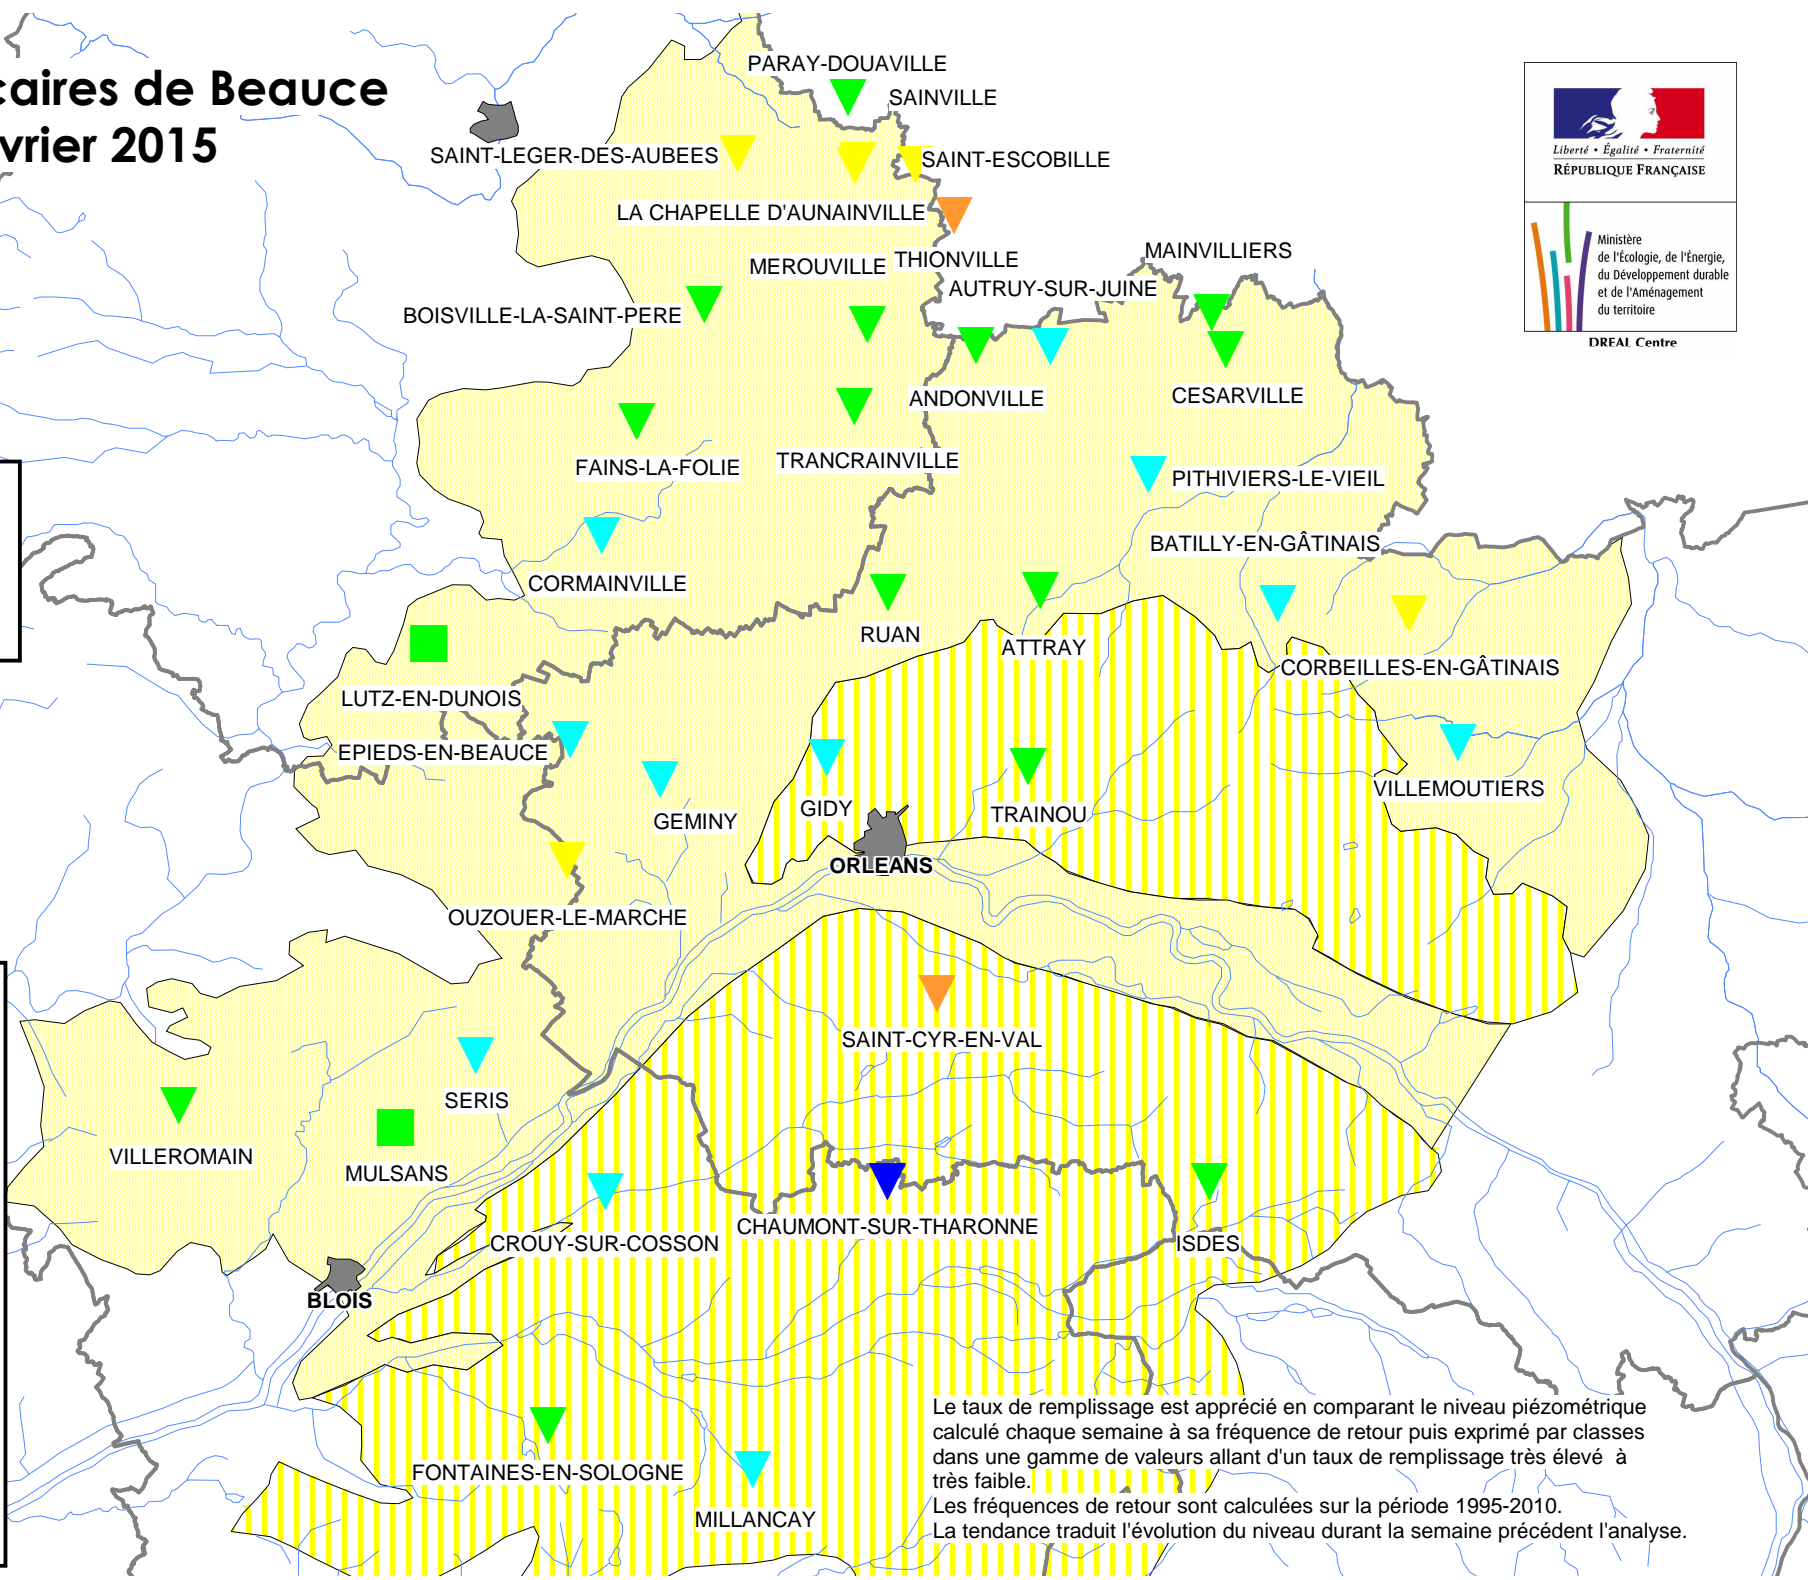 caires de Beauce
vrier 2015
PARAY-DOUAVILLE
SAINVILLE
SAINT-LEGER-DES-AUBEES
SAINT-ESCOBILLE
LA CHAPELLE D'AUNAINVILLE
THIONVILLE
MEROUVILLE
MAINVILLIERS
AUTRUY-SUR-JUINE
BOISVILLE-LA-SAINT-PERE
ANDONVILLE
CESARVILLE
FAINS-LA-FOLIE
TRANCRAINVILLE
PITHIVIERS-LE-VIEIL
BATILLY-EN-GÂTINAIS
CORMAINVILLE
RUAN
ATTRAY
CORBEILLES-EN-GÂTINAIS
LUTZ-EN-DUNOIS
EPIEDS-EN-BEAUCE
GEMINY
GIDY
TRAINOU
VILLEMOUTIERS
ORLEANS
OUZOUER-LE-MARCHE
SAINT-CYR-EN-VAL
SERIS
VILLEROMAIN
MULSANS
CROUY-SUR-COSSON
CHAUMONT-SUR-THARONNE
ISDES
BLOIS
FONTAINES-EN-SOLOGNE
MILLANCAY
Liberté • Égalité • Fraternité
RÉPUBLIQUE FRANÇAISE
Ministère
de l'Écologie, de l'Énergie,
du Développement durable
et de l'Aménagement
du territoire
DREAL Centre
Le taux de remplissage est apprécié en comparant le niveau piézométrique
calculé chaque semaine à sa fréquence de retour puis exprimé par classes
dans une gamme de valeurs allant d'un taux de remplissage très élevé à
très faible.
Les fréquences de retour sont calculées sur la période 1995-2010.
La tendance traduit l'évolution du niveau durant la semaine précédent l'analyse.